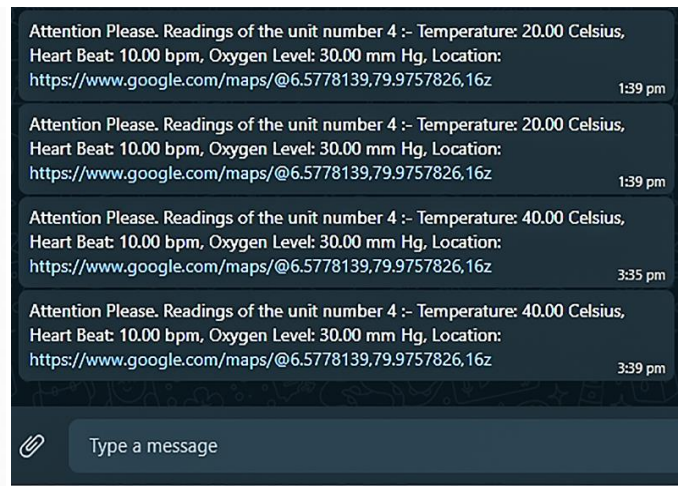 Attention Please. Readings of the unit number 4 :- Temperature: 20.00 Celsius,
Heart Beat: 10.00 bpm, Oxygen Level: 30.00 mm Hg, Location:
https://www.google.com/maps/@6.5778139,79.9757826,16z
1:39 pm
Attention Please. Readings of the unit number 4 :- Temperature: 20.00 Celsius,
Heart Beat: 10.00 bpm, Oxygen Level: 30.00 mm Hg, Location:
https://www.google.com/maps/@6.5778139,79.9757826,16z
1:39 pm
Attention Please. Readings of the unit number 4 :- Temperature: 40.00 Celsius,
Heart Beat: 10.00 bpm, Oxygen Level: 30.00 mm Hg, Location:
https://www.google.com/maps/@6.5778139,79.9757826,16z
3:35 pm
Attention Please. Readings of the unit number 4 :- Temperature: 40.00 Celsius,
Heart Beat: 10.00 bpm, Oxygen Level: 30.00 mm Hg, Location:
https://www.google.com/maps/@6.5778139,79.9757826,16z
3:39 pm
Type a message